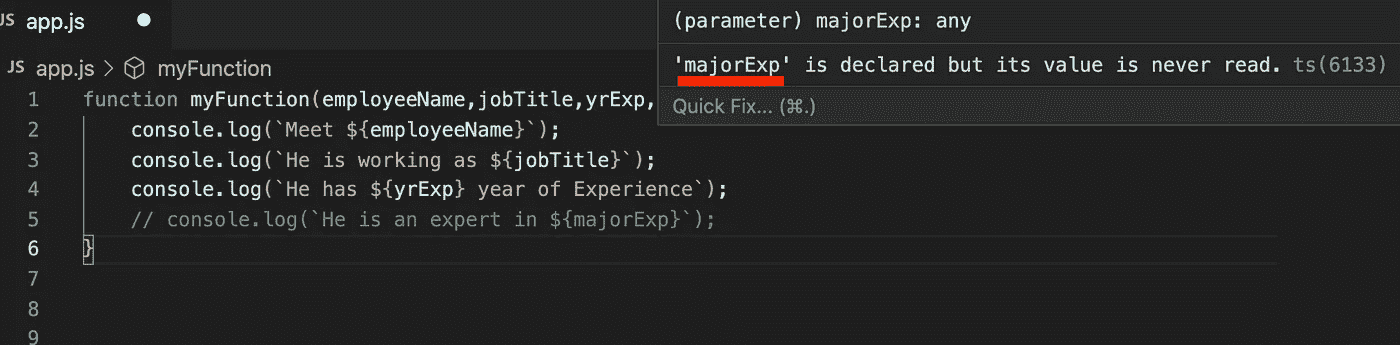 JS app.js
(parameter) majorExp: any
'majorExp' is declared but its value is never read. ts(6133)
Quick Fix... (⌘.)
JS app.js > myFunction
1 function myFunction(employeeName,jobTitle,yrExp,
2 console.log(`Meet ${employeeName}`);
3 console.log(`He is working as ${jobTitle}`);
4 console.log(`He has ${yrExp} year of Experience`);
5 // console.log(`He is an expert in ${majorExp}`);
6 }
7
8
9